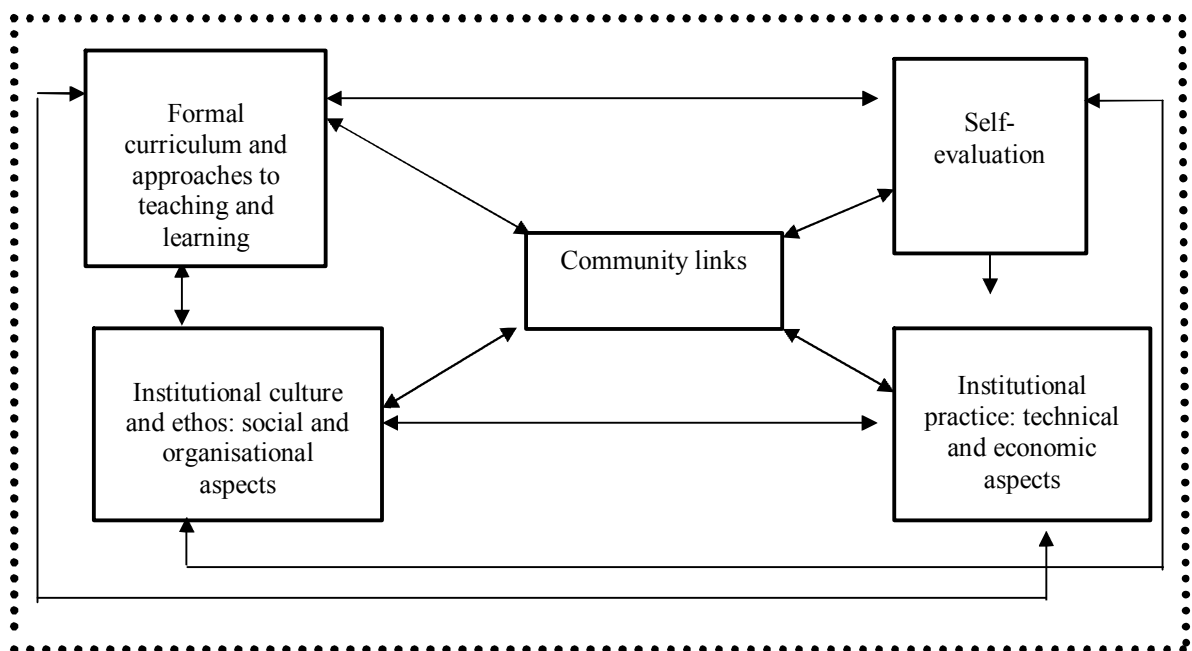 Formal
curriculum and
approaches to
teaching and
learning
Self-
evaluation
Community links
Institutional culture
and ethos: social and
organisational
aspects
Institutional
practice: technical
and economic
aspects